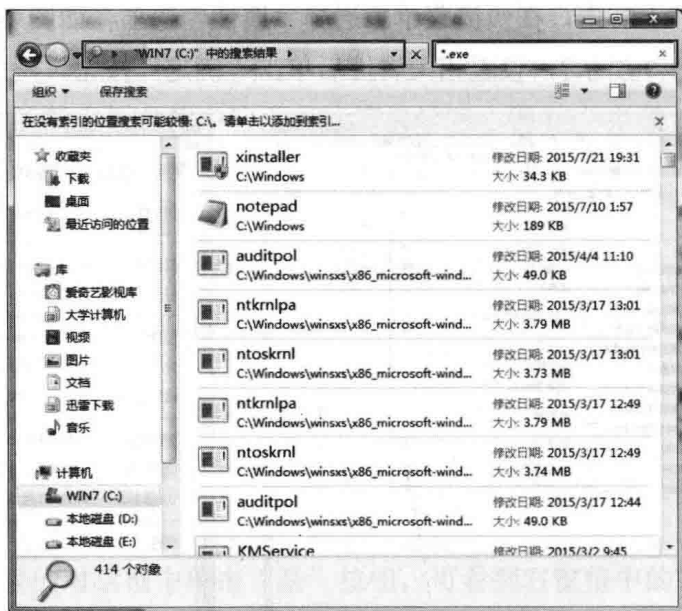 "WIN7 (C:)" 中的搜索结果
*.exe
组织 保存搜索
在没有索引的位置搜索可能较慢: C:\。请单击以添加到索引...
收藏夹
下载
桌面
最近访问的位置
库
爱奇艺影视库
大学计算机
视频
图片
文档
迅雷下载
音乐
计算机
WIN7 (C:)
本地磁盘 (D:)
本地磁盘 (E:)
xinstaller 修改日期: 2015/7/21 19:31
C:\Windows 大小: 34.3 KB
notepad 修改日期: 2015/7/10 1:57
C:\Windows 大小: 189 KB
auditpol 修改日期: 2015/4/4 11:10
C:\Windows\winsxs\x86_microsoft-wind... 大小: 49.0 KB
ntkrnlpa 修改日期: 2015/3/17 13:01
C:\Windows\winsxs\x86_microsoft-wind... 大小: 3.79 MB
ntoskrnl 修改日期: 2015/3/17 13:01
C:\Windows\winsxs\x86_microsoft-wind... 大小: 3.73 MB
ntkrnlpa 修改日期: 2015/3/17 12:49
C:\Windows\winsxs\x86_microsoft-wind... 大小: 3.79 MB
ntoskrnl 修改日期: 2015/3/17 12:49
C:\Windows\winsxs\x86_microsoft-wind... 大小: 3.74 MB
auditpol 修改日期: 2015/3/17 12:44
C:\Windows\winsxs\x86_microsoft-wind... 大小: 49.0 KB
KMService 修改日期: 2015/3/2 9:45
414 个对象